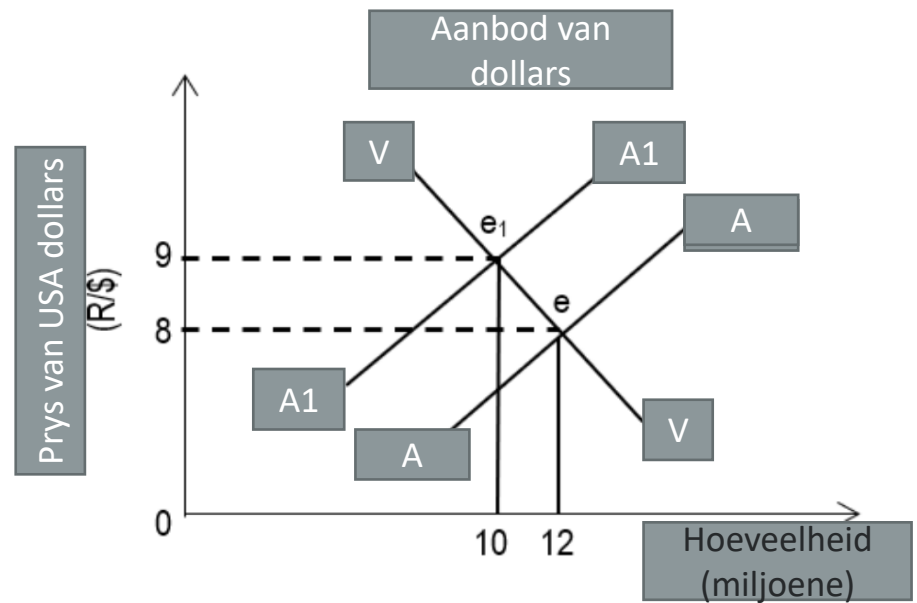 Aanbod van
dollars
V
A1
A
e₁
e
9
8
Prys van USA dollars
(R/$)
A1
A
V
0
10
12
Hoeveelheid
(miljoene)